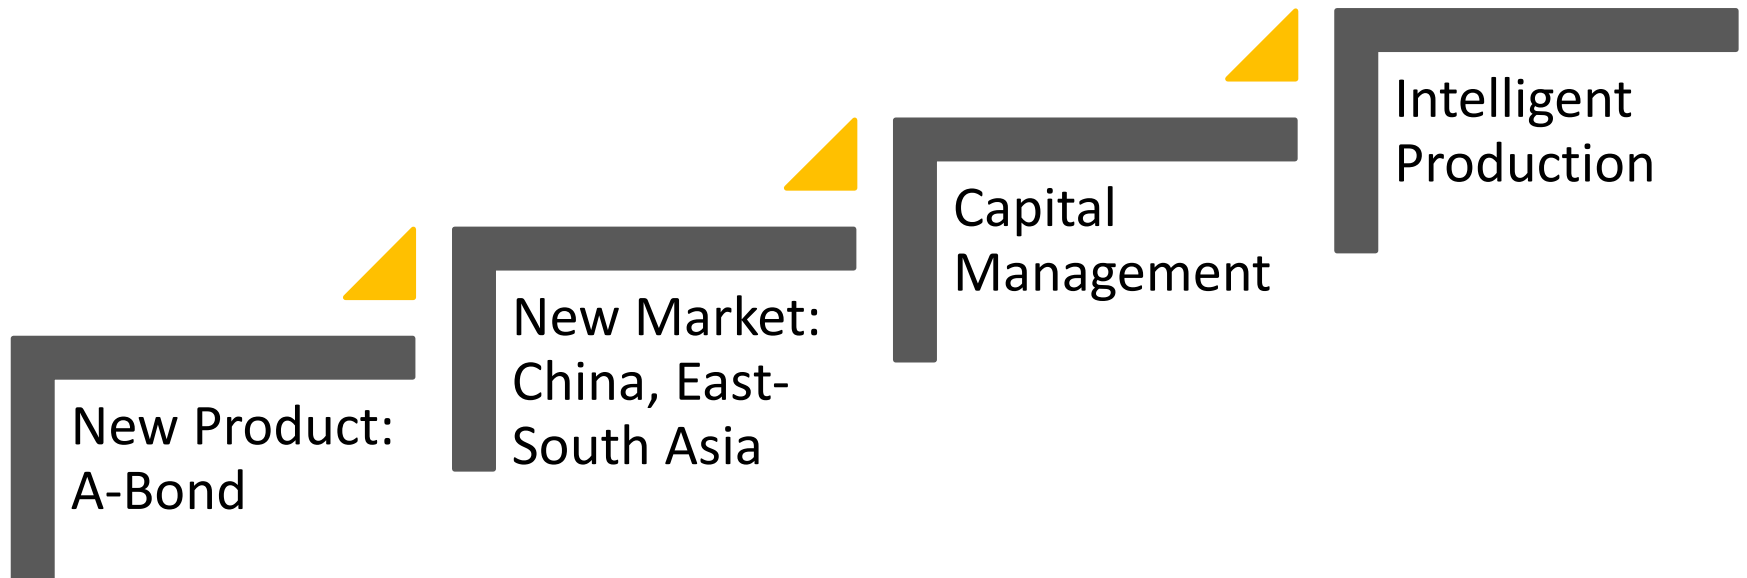 New Product:
A-Bond
New Market:
China, East-
South Asia
Capital
Management
Intelligent
Production